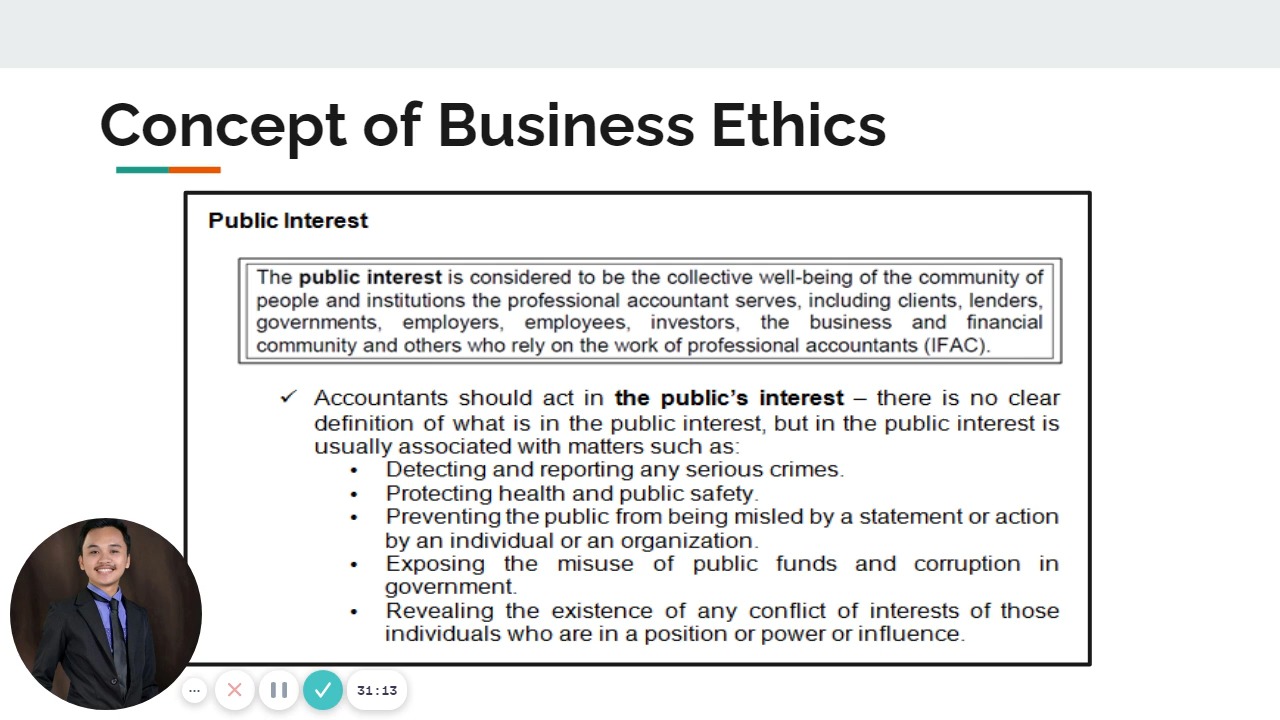 Concept of Business Ethics
Public Interest
The public interest is considered to be the collective well-being of the community of
people and institutions the professional accountant serves, including clients, lenders,
governments, employers, employees, investors, the business and financial
community and others who rely on the work of professional accountants (IFAC).
✓ Accountants should act in the public's interest – there is no clear
definition of what is in the public interest, but in the public interest is
usually associated with matters such as:
• Detecting and reporting any serious crimes.
• Protecting health and public safety.
• Preventing the public from being misled by a statement or action
by an individual or an organization.
• Exposing the misuse of public funds and corruption in
government.
• Revealing the existence of any conflict of interests of those
individuals who are in a position or power or influence.
31:13